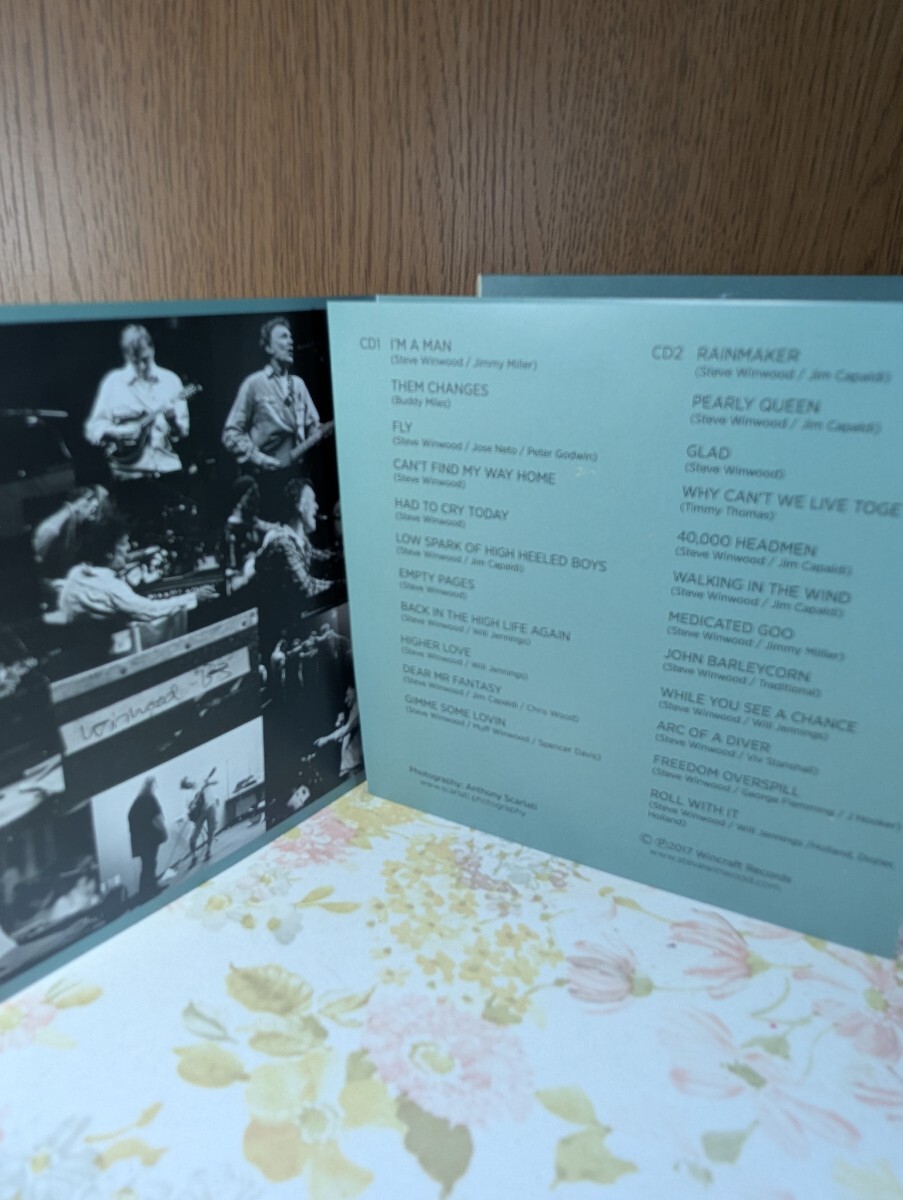 CD1 I'M A MAN
(Steve Winwood / Jimmy Miller)
THEM CHANGES
(Buddy Miles)
FLY
(Steve Winwood / Jose Neto / Peter Godwin)
CAN'T FIND MY WAY HOME
(Steve Winwood)
HAD TO CRY TODAY
(Steve Winwood)
LOW SPARK OF HIGH HEELED BOYS
(Steve Winwood / Jim Capaldi)
EMPTY PAGES
(Steve Winwood)
BACK IN THE HIGH LIFE AGAIN
(Steve Winwood / Will Jennings)
HIGHER LOVE
(Steve Winwood / Will Jennings)
DEAR MR FANTASY
(Steve Winwood / Jim Capaldi / Chris Wood)
GIMME SOME LOVIN
(Steve Winwood / Muff Winwood / Spencer Davis)
Photography: Anthony Scarlati
www.scarlati.photography
CD2 RAINMAKER
(Steve Winwood / Jim Capaldi)
PEARLY QUEEN
(Steve Winwood / Jim Capaldi)
GLAD
(Steve Winwood)
WHY CAN'T WE LIVE TOGE
(Timmy Thomas)
40,000 HEADMEN
(Steve Winwood / Jim Capaldi)
WALKING IN THE WIND
(Steve Winwood / Jim Capaldi)
MEDICATED GOO
(Steve Winwood / Jimmy Miller)
JOHN BARLEYCORN
(Steve Winwood / Traditional)
WHILE YOU SEE A CHANCE
(Steve Winwood / Will Jennings)
ARC OF A DIVER
(Steve Winwood / Viv Stanshall)
FREEDOM OVERSPILL
(Steve Winwood / George Flemming / J Hooker)
ROLL WITH IT
(Steve Winwood / Will Jennings /Holland, Dozier,
Holland)
© ℗2017 Wincraft Records
www.stevewinwood.com
winwood -'63